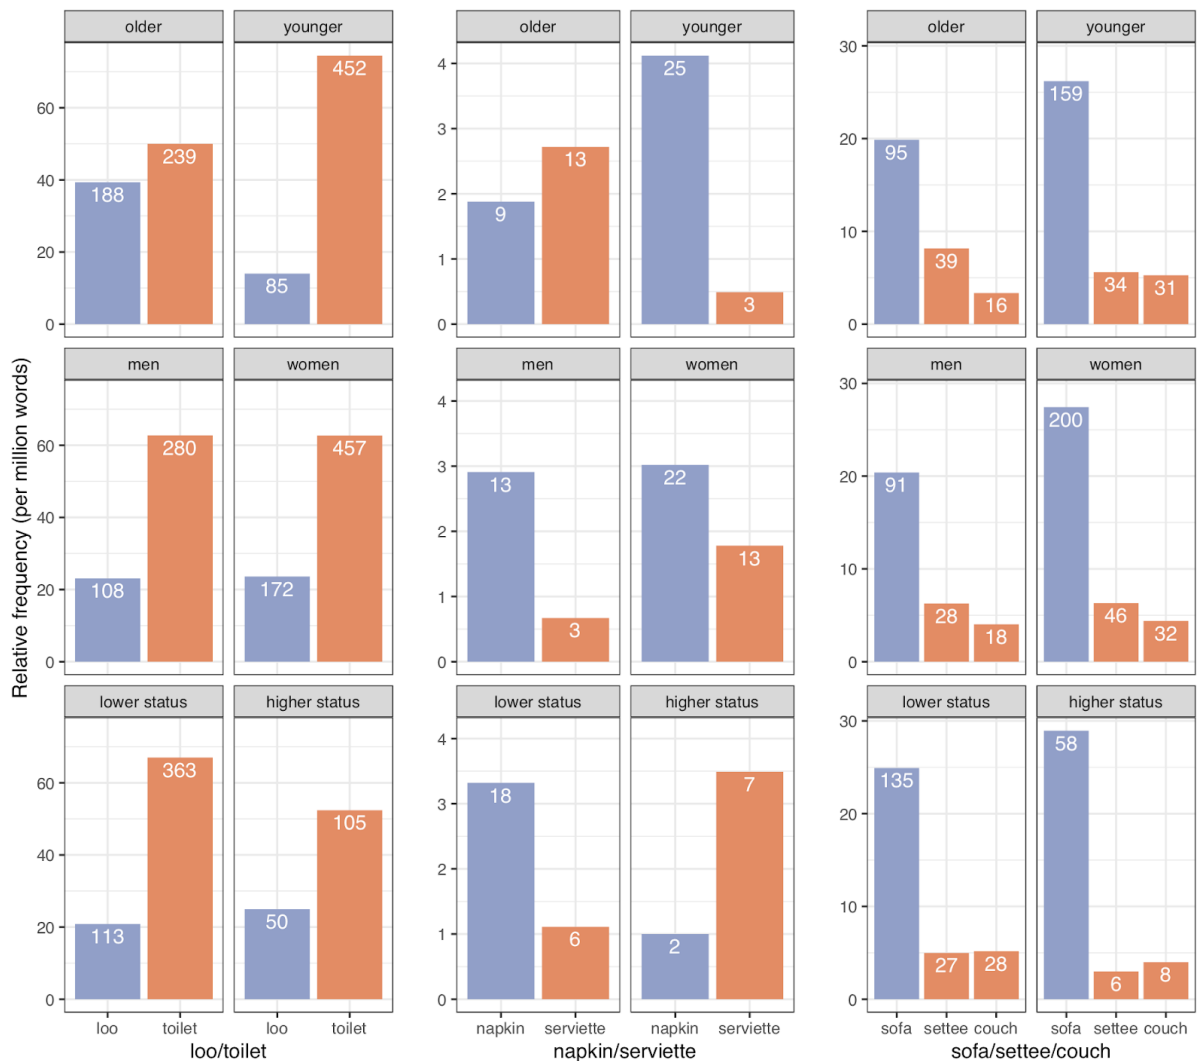 older younger older younger older younger
80
60
40
20
0
188 239 85 452
4
3
2
1
0
9 13 25 3
30
20
10
0
95 39 16 159 34 31
Relative frequency (per million words)
men women men women men women
60
40
20
0
108 280 172 457
4
3
2
1
0
13 3 22 13
30
20
10
0
91 28 18 200 46 32
lower status higher status lower status higher status lower status higher status
60
40
20
0
113 363 50 105
4
3
2
1
0
18 6 2 7
30
20
10
0
135 27 28 58 6 8
loo toilet loo toilet napkin serviette napkin serviette sofa settee couch sofa settee couch
loo/toilet napkin/serviette sofa/settee/couch